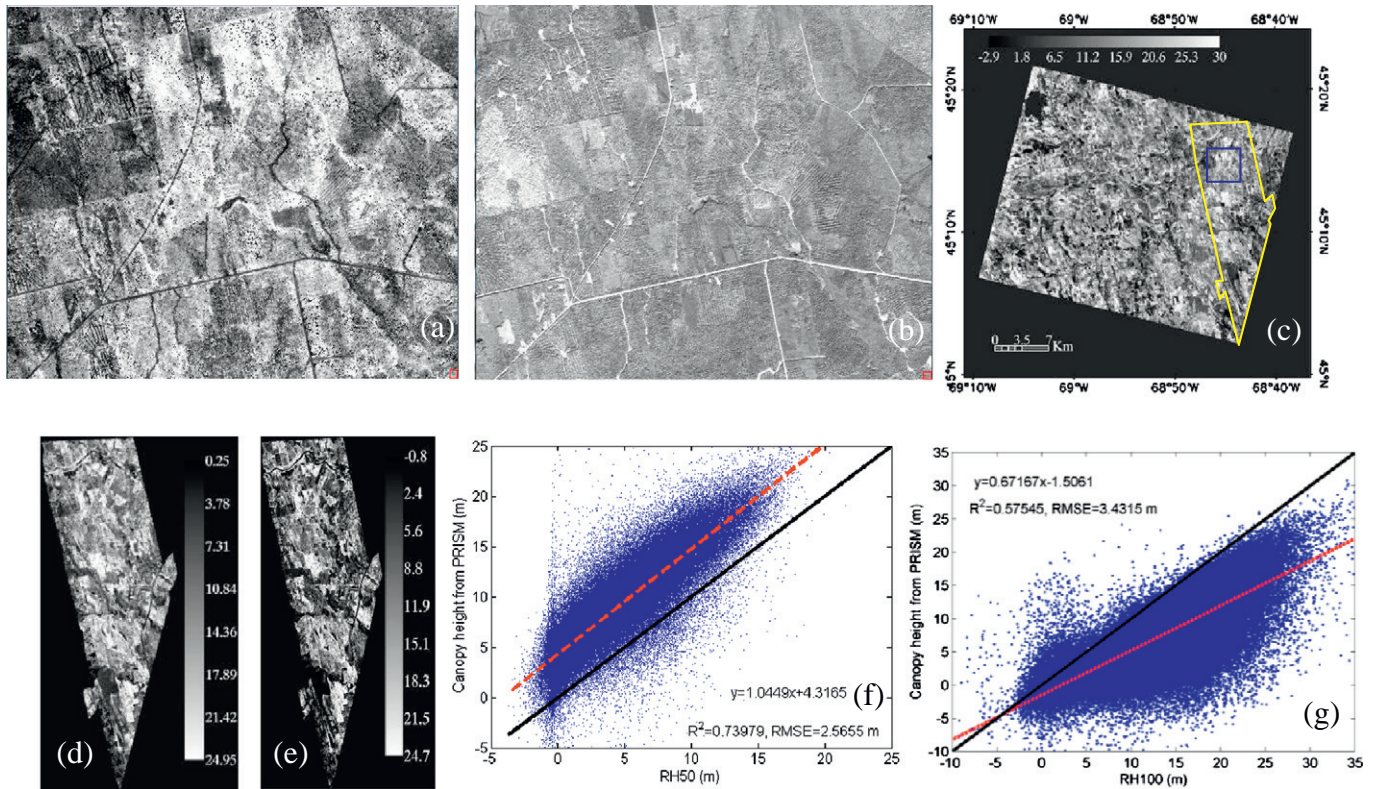 (a)
(b)
69°10'W 69°W 68°50'W 68°40'W
-2.9 1.8 6.5 11.2 15.9 20.6 25.3 30
45°20'N 45°20'N
45°10'N 45°10'N
0 3.5 7
Km
(c)
45°N
69°10'W 69°W 68°50'W 68°40'W
0.25
3.78
7.31
10.84
14.36
17.89
21.42
24.95
(d)
-0.8
2.4
5.6
8.8
11.9
15.1
18.3
21.5
24.7
(e)
Canopy height from PRISM (m)
25
20
15
10
5
0
-5
y=1.0449x+4.3165
(f)
R²=0.73979, RMSE=2.5655 m
-5 0 5 10 15 20 25
RH50 (m)
Canopy height from PRISM (m)
35
30
25
20
15
10
5
0
-5
-10
y=0.67167x-1.5061
R²=0.57545, RMSE=3.4315 m
(g)
-10 -5 0 5 10 15 20 25 30 35
RH100 (m)